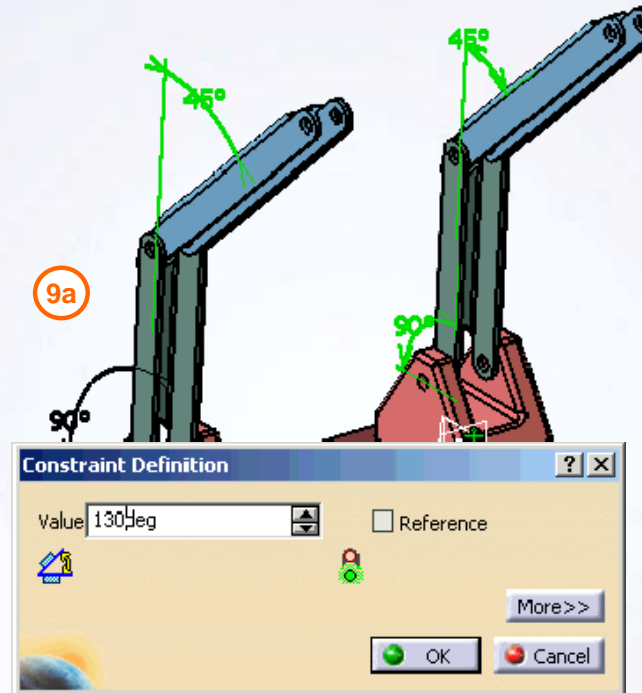 45°
45°
9a
90°
90°
Constraint Definition
Value 130deg
Reference
More>>
OK
Cancel